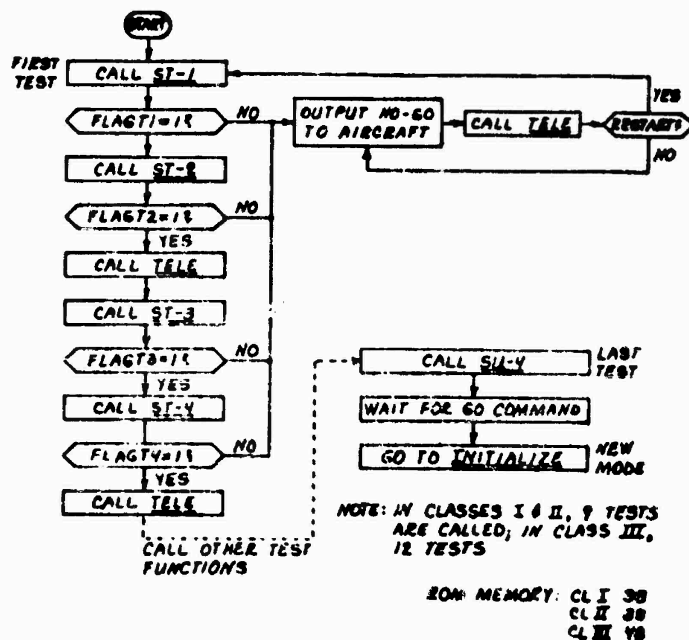 START
FIRST
TEST
CALL ST-1
FLAGT1=1?
NO
CALL ST-2
FLAGT2=1?
NO
YES
CALL TELE
CALL ST-3
FLAGT3=1?
NO
YES
CALL ST-4
FLAGT4=1?
NO
YES
CALL TELE
CALL OTHER TEST
FUNCTIONS
OUTPUT NO-GO
TO AIRCRAFT
CALL TELE
RESTART?
YES
NO
CALL SU-4
LAST
TEST
WAIT FOR GO COMMAND
GO TO INITIALIZE
NEW
MODE
NOTE: IN CLASSES I & II, 9 TESTS
ARE CALLED; IN CLASS III,
12 TESTS
ROM MEMORY: CL I
CL II
CL III